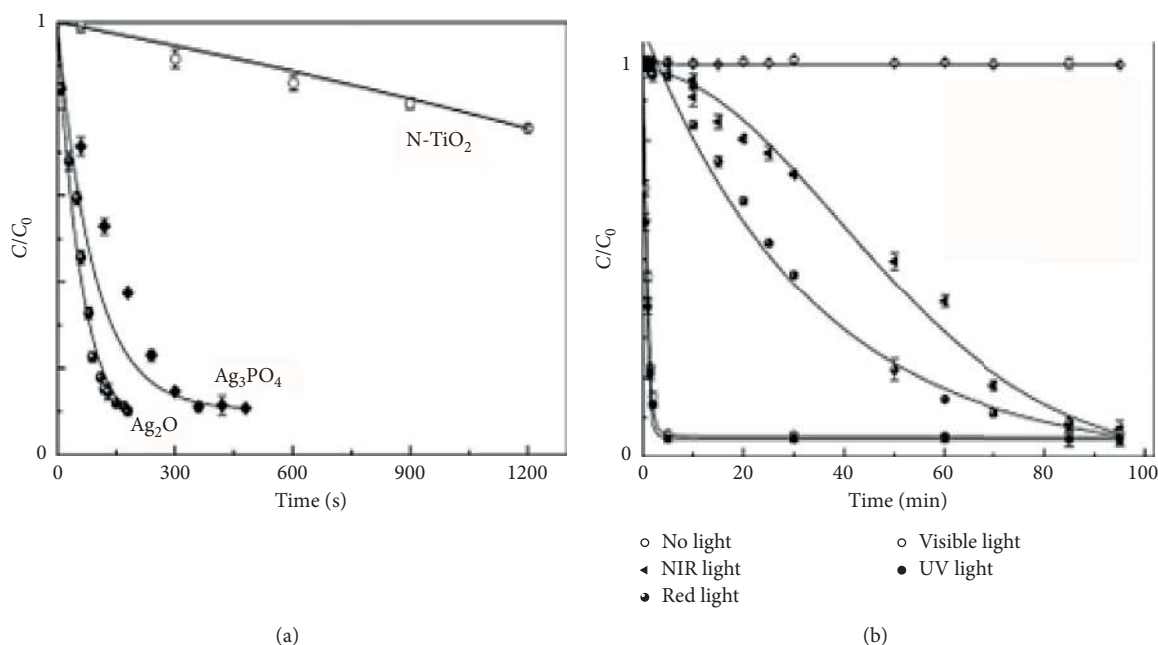 1
N-TiO₂
C/C₀
Ag₃PO₄
Ag₂O
0
0 300 600 900 1200
Time (s)
(a)
1
C/C₀
0
0 20 40 60 80 100
Time (min)
No light
NIR light
Red light
Visible light
UV light
(b)